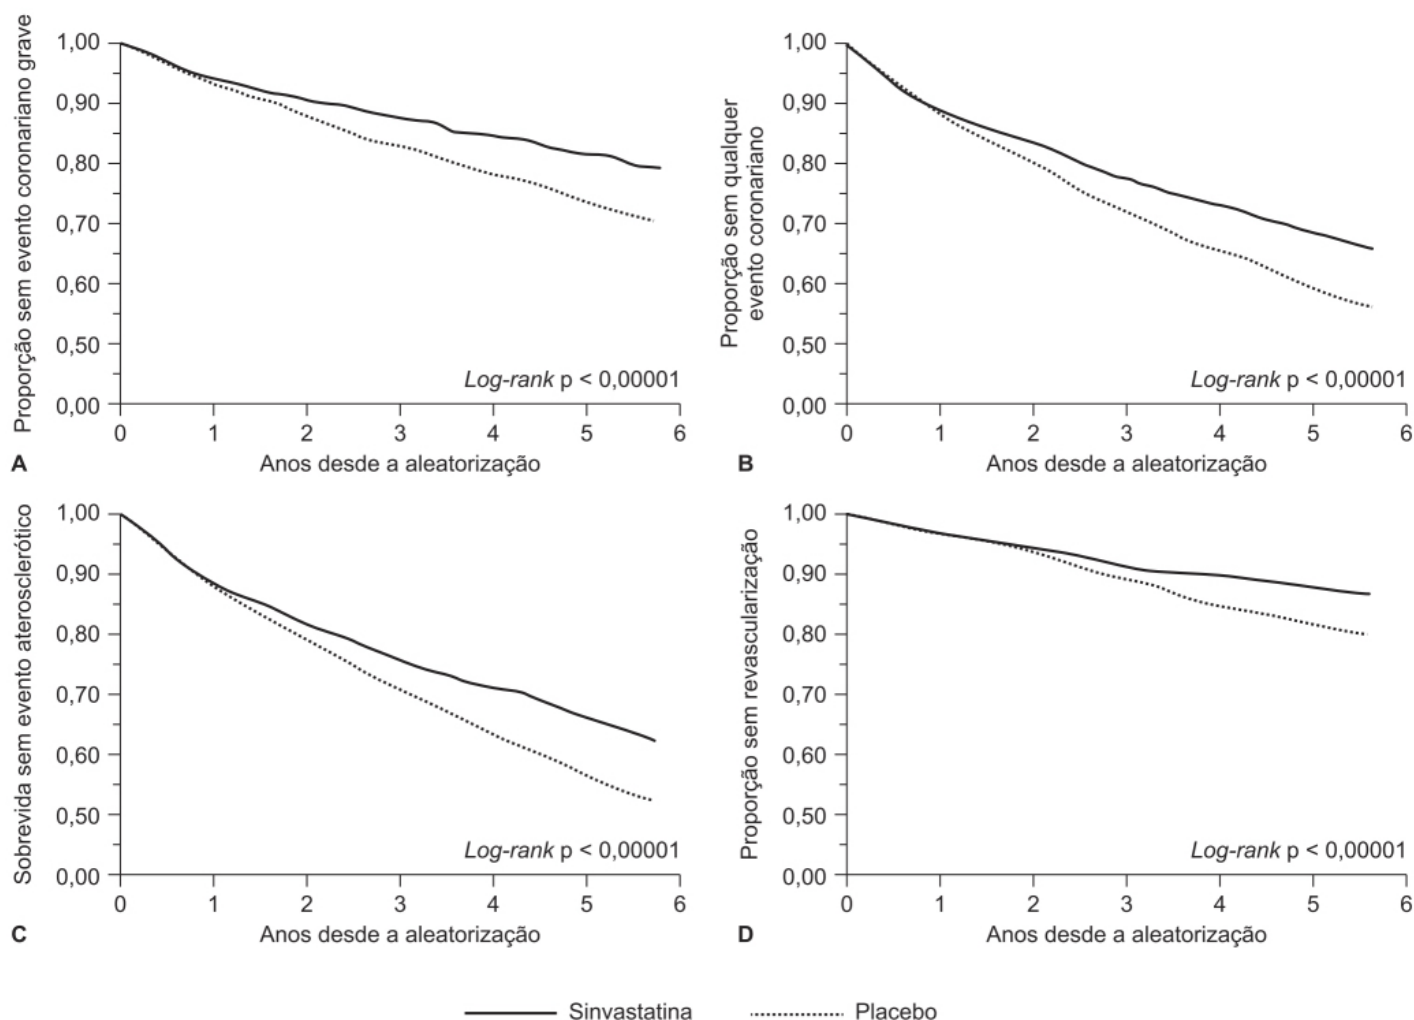 Proporção sem evento coronariano grave
1,00
0,90
0,80
0,70
0,60
0,50
0,00
Log-rank p < 0,00001
0 1 2 3 4 5 6
Anos desde a aleatorização
A
Proporção sem qualquer
evento coronariano
1,00
0,90
0,80
0,70
0,60
0,50
0,00
Log-rank p < 0,00001
0 1 2 3 4 5 6
Anos desde a aleatorização
B
Sobrevida sem evento aterosclerótico
1,00
0,90
0,80
0,70
0,60
0,50
0,00
Log-rank p < 0,00001
0 1 2 3 4 5 6
Anos desde a aleatorização
C
Proporção sem revascularização
1,00
0,90
0,80
0,70
0,60
0,50
0,00
Log-rank p < 0,00001
0 1 2 3 4 5 6
Anos desde a aleatorização
D
Sinvastatina
Placebo